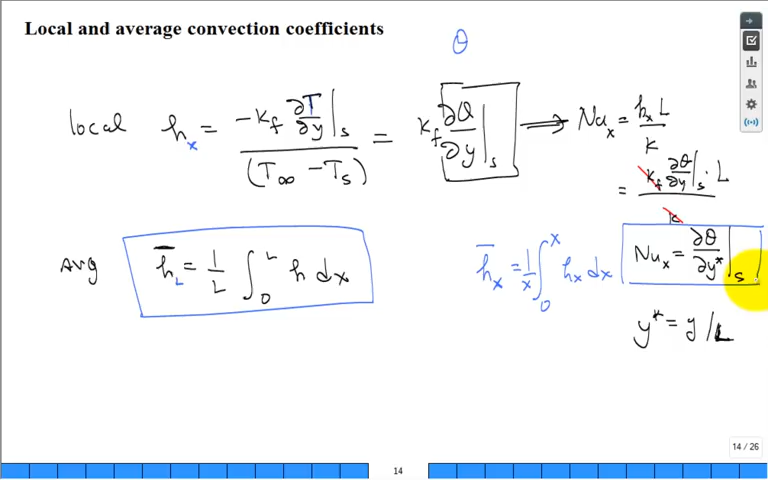 Local and average convection coefficients
θ
local h_x = -k_f ∂T/∂y|_s / (T_∞ - T_s) = k_f ∂θ/∂y|_s ⟹ Nu_x = h_x L / k
= k_f ∂θ/∂y|_s · L / k
Avg h̄_L = 1/L ∫_0^L h dx
h̄_x = 1/x ∫_0^x h_x dx
Nu_x = ∂θ/∂y*|_s
y* = y/L
14 / 26
14